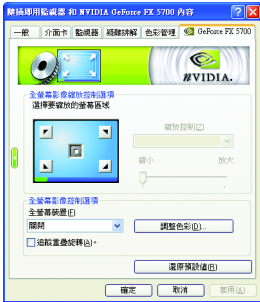 隨插即用監視器 和 NVIDIA GeForce FX 5700 內容
一般 介面卡 監視器 疑難排解 色彩管理 GeForce FX 5700
NVIDIA.
全螢幕影像縮放控制選項
選擇要縮放的螢幕區域
縮放控制(Z)
縮小 放大
全螢幕影像控制選項
全螢幕裝置(F)
關閉
調整色彩(D)...
追蹤重疊旋轉(A)。
還原預設值(R)
確定 取消 套用(A)